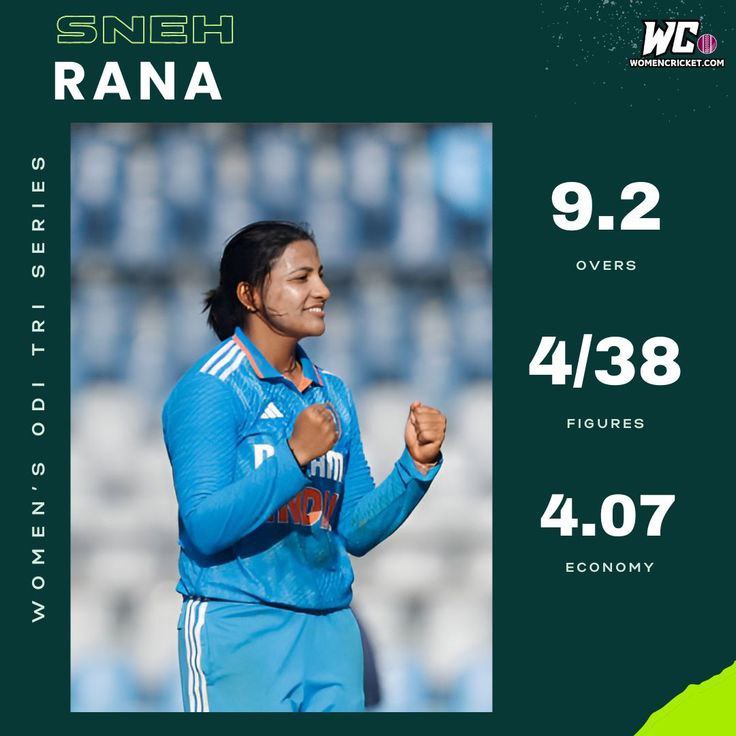 SNEH
RANA
WC
WOMENCRICKET.COM
WOMEN'S ODI TRI SERIES
9.2
OVERS
4/38
FIGURES
4.07
ECONOMY